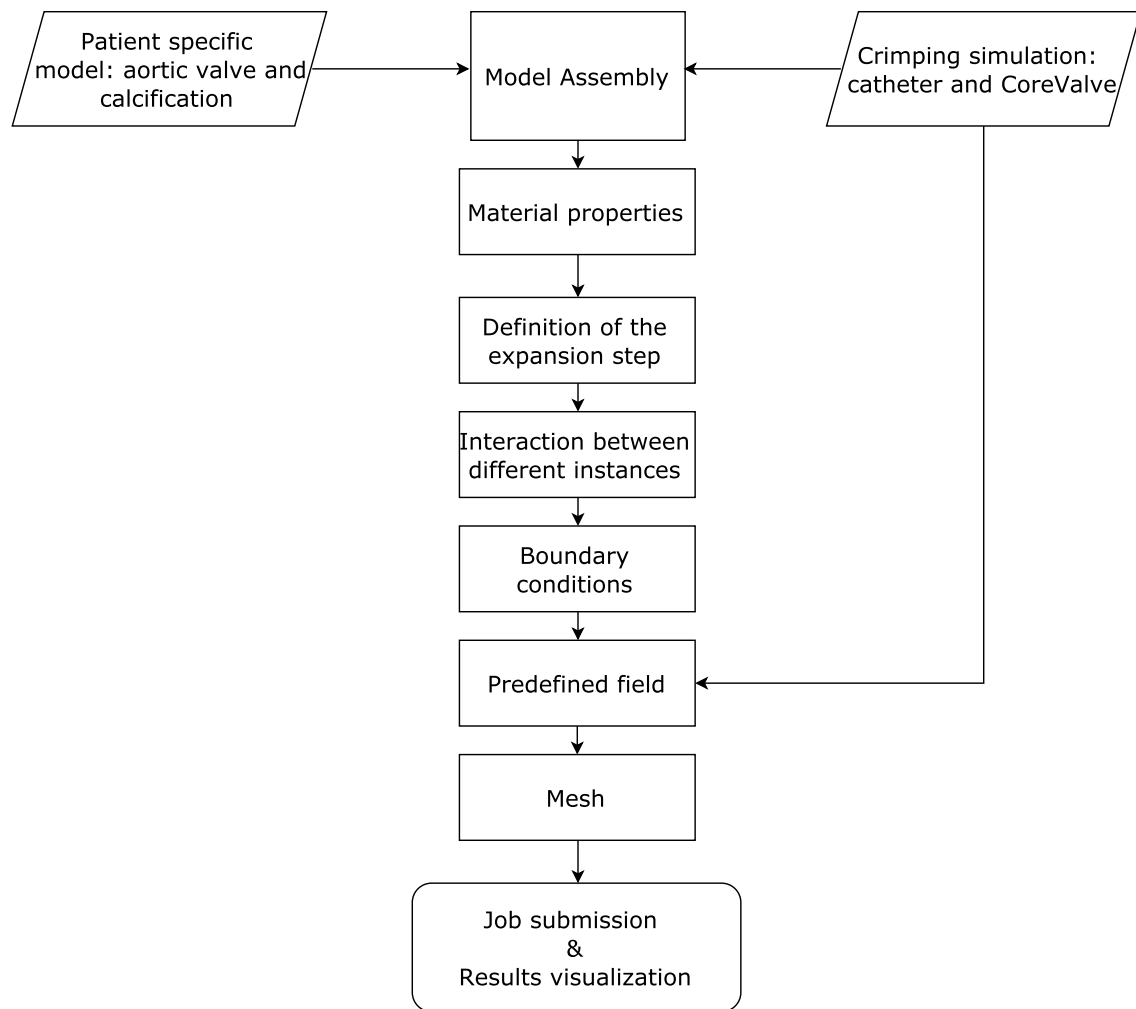 Patient specific
model: aortic valve and
calcification
Model Assembly
Crimping simulation:
catheter and CoreValve
Material properties
Definition of the
expansion step
Interaction between
different instances
Boundary
conditions
Predefined field
Mesh
Job submission
&
Results visualization